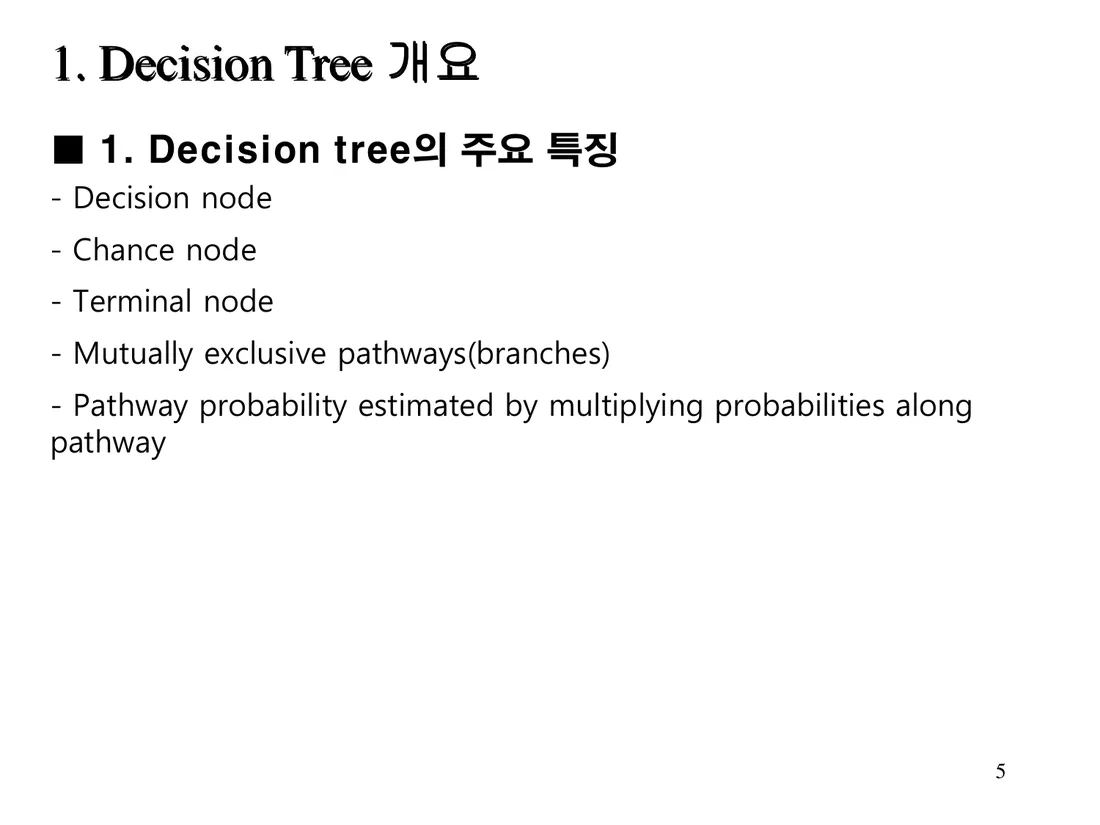 1. Decision Tree 개요
■ 1. Decision tree의 주요 특징
- Decision node
- Chance node
- Terminal node
- Mutually exclusive pathways(branches)
- Pathway probability estimated by multiplying probabilities along
pathway
5